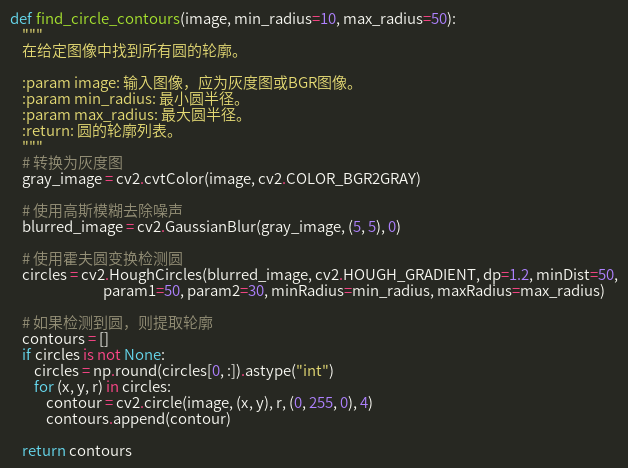 def find_circle_contours(image, min_radius=10, max_radius=50):
"""
在给定图像中找到所有圆的轮廓。
:param image: 输入图像，应为灰度图或BGR图像。
:param min_radius: 最小圆半径。
:param max_radius: 最大圆半径。
:return: 圆的轮廓列表。
"""
# 转换为灰度图
gray_image = cv2.cvtColor(image, cv2.COLOR_BGR2GRAY)
# 使用高斯模糊去除噪声
blurred_image = cv2.GaussianBlur(gray_image, (5, 5), 0)
# 使用霍夫圆变换检测圆
circles = cv2.HoughCircles(blurred_image, cv2.HOUGH_GRADIENT, dp=1.2, minDist=50,
param1=50, param2=30, minRadius=min_radius, maxRadius=max_radius)
# 如果检测到圆，则提取轮廓
contours = []
if circles is not None:
circles = np.round(circles[0, :]).astype("int")
for (x, y, r) in circles:
contour = cv2.circle(image, (x, y), r, (0, 255, 0), 4)
contours.append(contour)
return contours